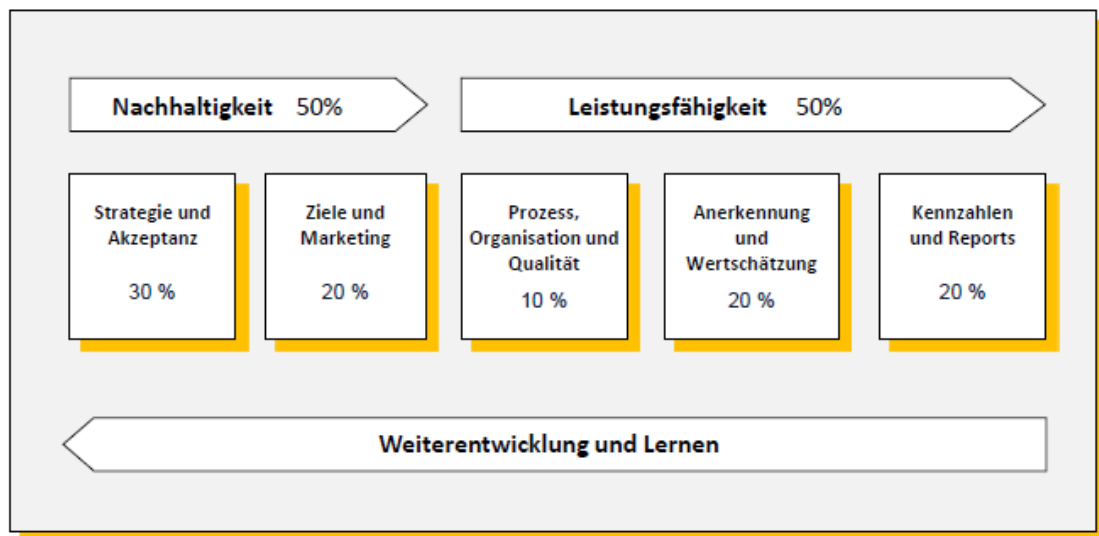 Nachhaltigkeit 50%
Leistungsfähigkeit 50%
Strategie und
Akzeptanz
30 %
Ziele und
Marketing
20 %
Prozess,
Organisation und
Qualität
10 %
Anerkennung
und
Wertschätzung
20 %
Kennzahlen
und Reports
20 %
Weiterentwicklung und Lernen